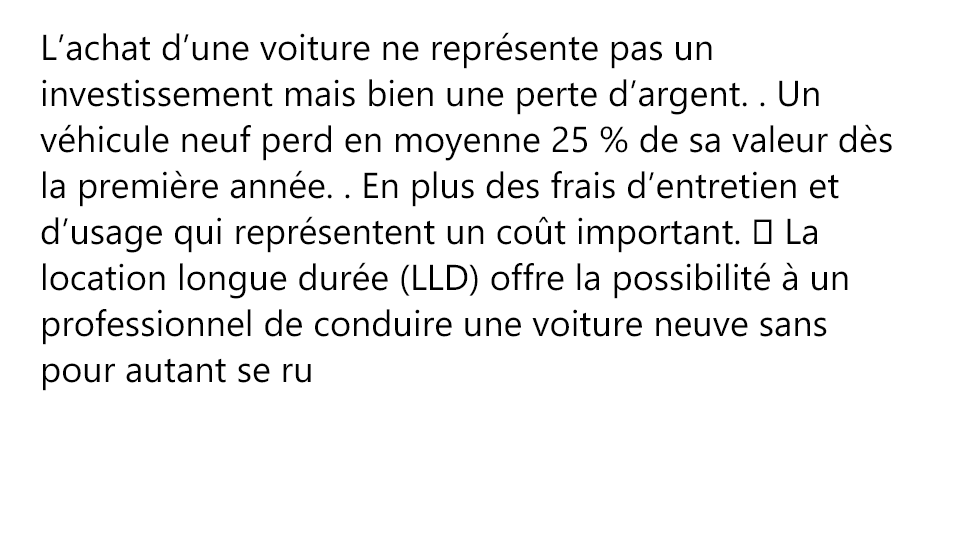 L’achat d’une voiture ne représente pas un
investissement mais bien une perte d’argent. . Un
véhicule neuf perd en moyenne 25 % de sa valeur dès
la première année. . En plus des frais d’entretien et
d’usage qui représentent un coût important. 
La
location longue durée (LLD) offre la possibilité à un
professionnel de conduire une voiture neuve sans
pour autant se ru